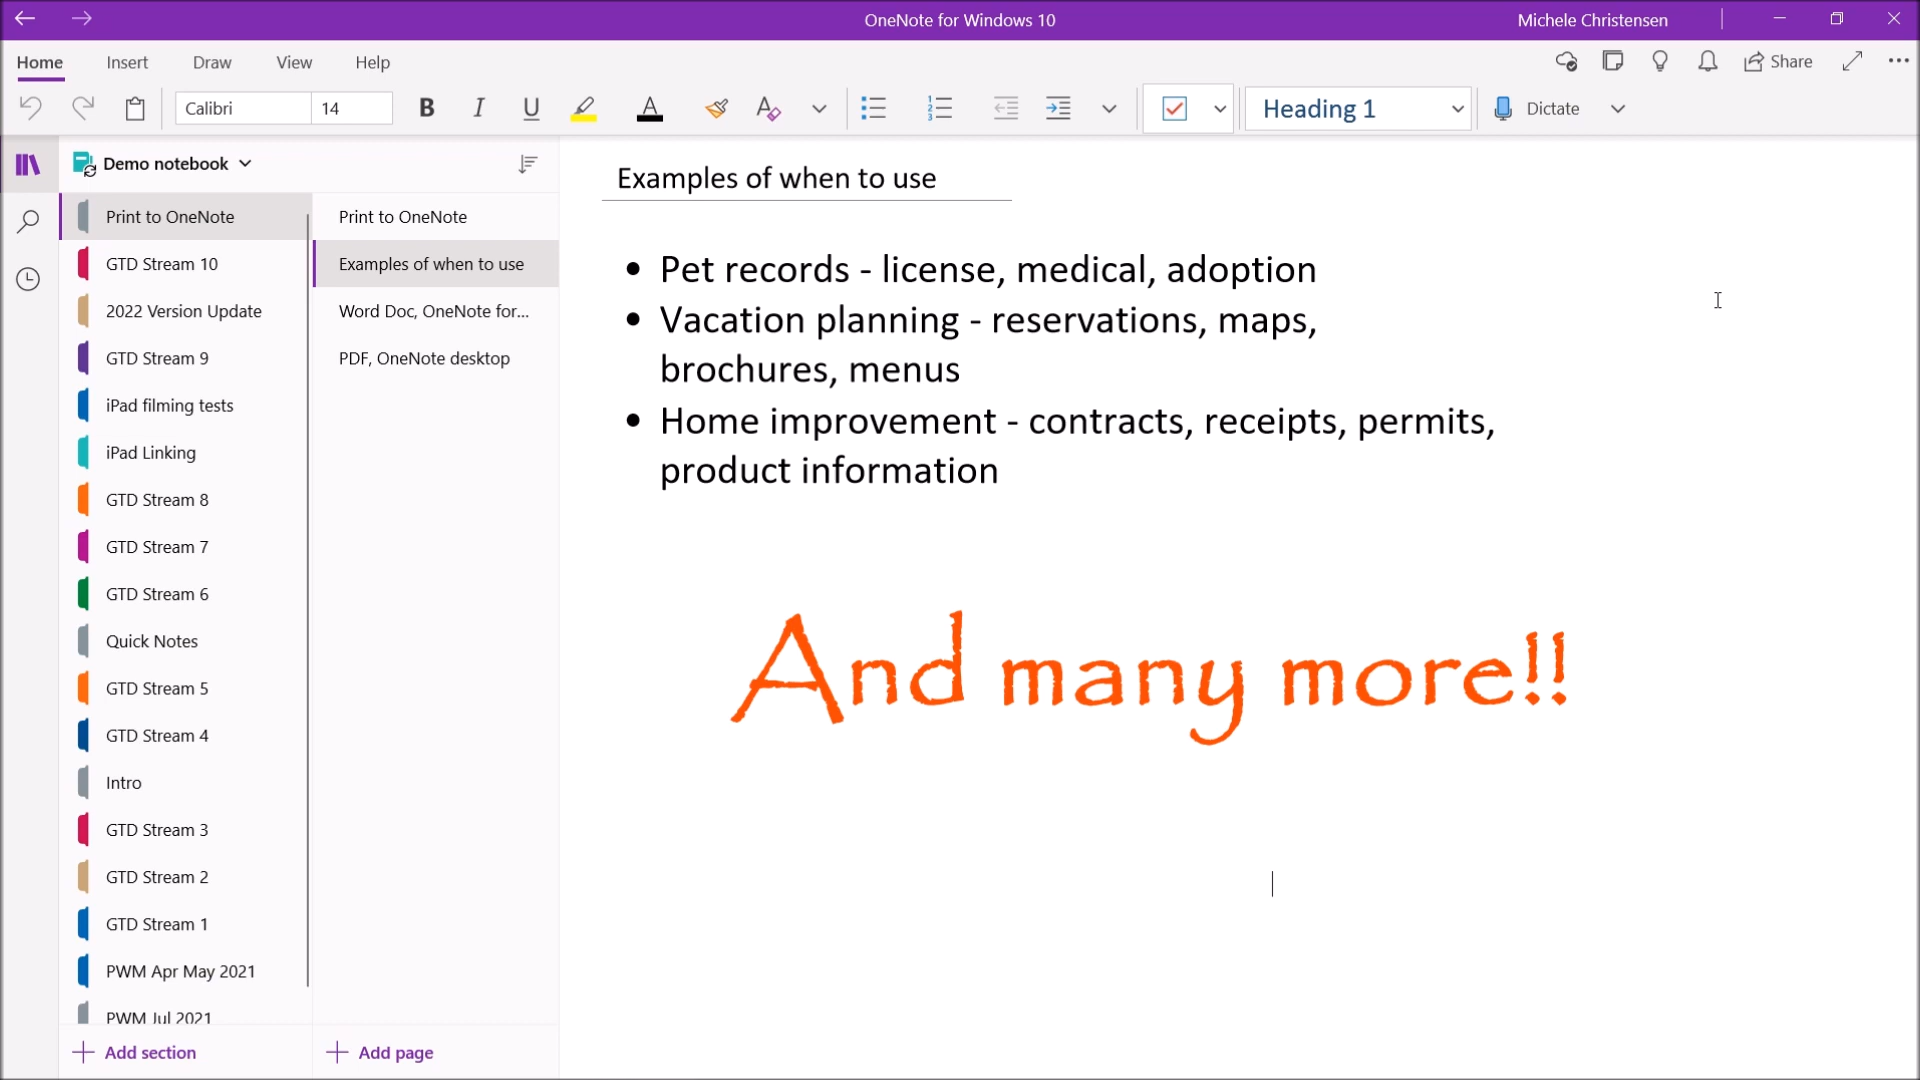 OneNote for Windows 10
Michele Christensen
Home Insert Draw View Help
Share
Calibri 14 B I U A A Heading 1 Dictate
Demo notebook
Print to OneNote
GTD Stream 10
2022 Version Update
GTD Stream 9
iPad filming tests
iPad Linking
GTD Stream 8
GTD Stream 7
GTD Stream 6
Quick Notes
GTD Stream 5
GTD Stream 4
Intro
GTD Stream 3
GTD Stream 2
GTD Stream 1
PWM Apr May 2021
PWM Jul 2021
Add section
Print to OneNote
Examples of when to use
Word Doc, OneNote for...
PDF, OneNote desktop
Add page
Examples of when to use
• Pet records - license, medical, adoption
• Vacation planning - reservations, maps,
brochures, menus
• Home improvement - contracts, receipts, permits,
product information
And many more!!